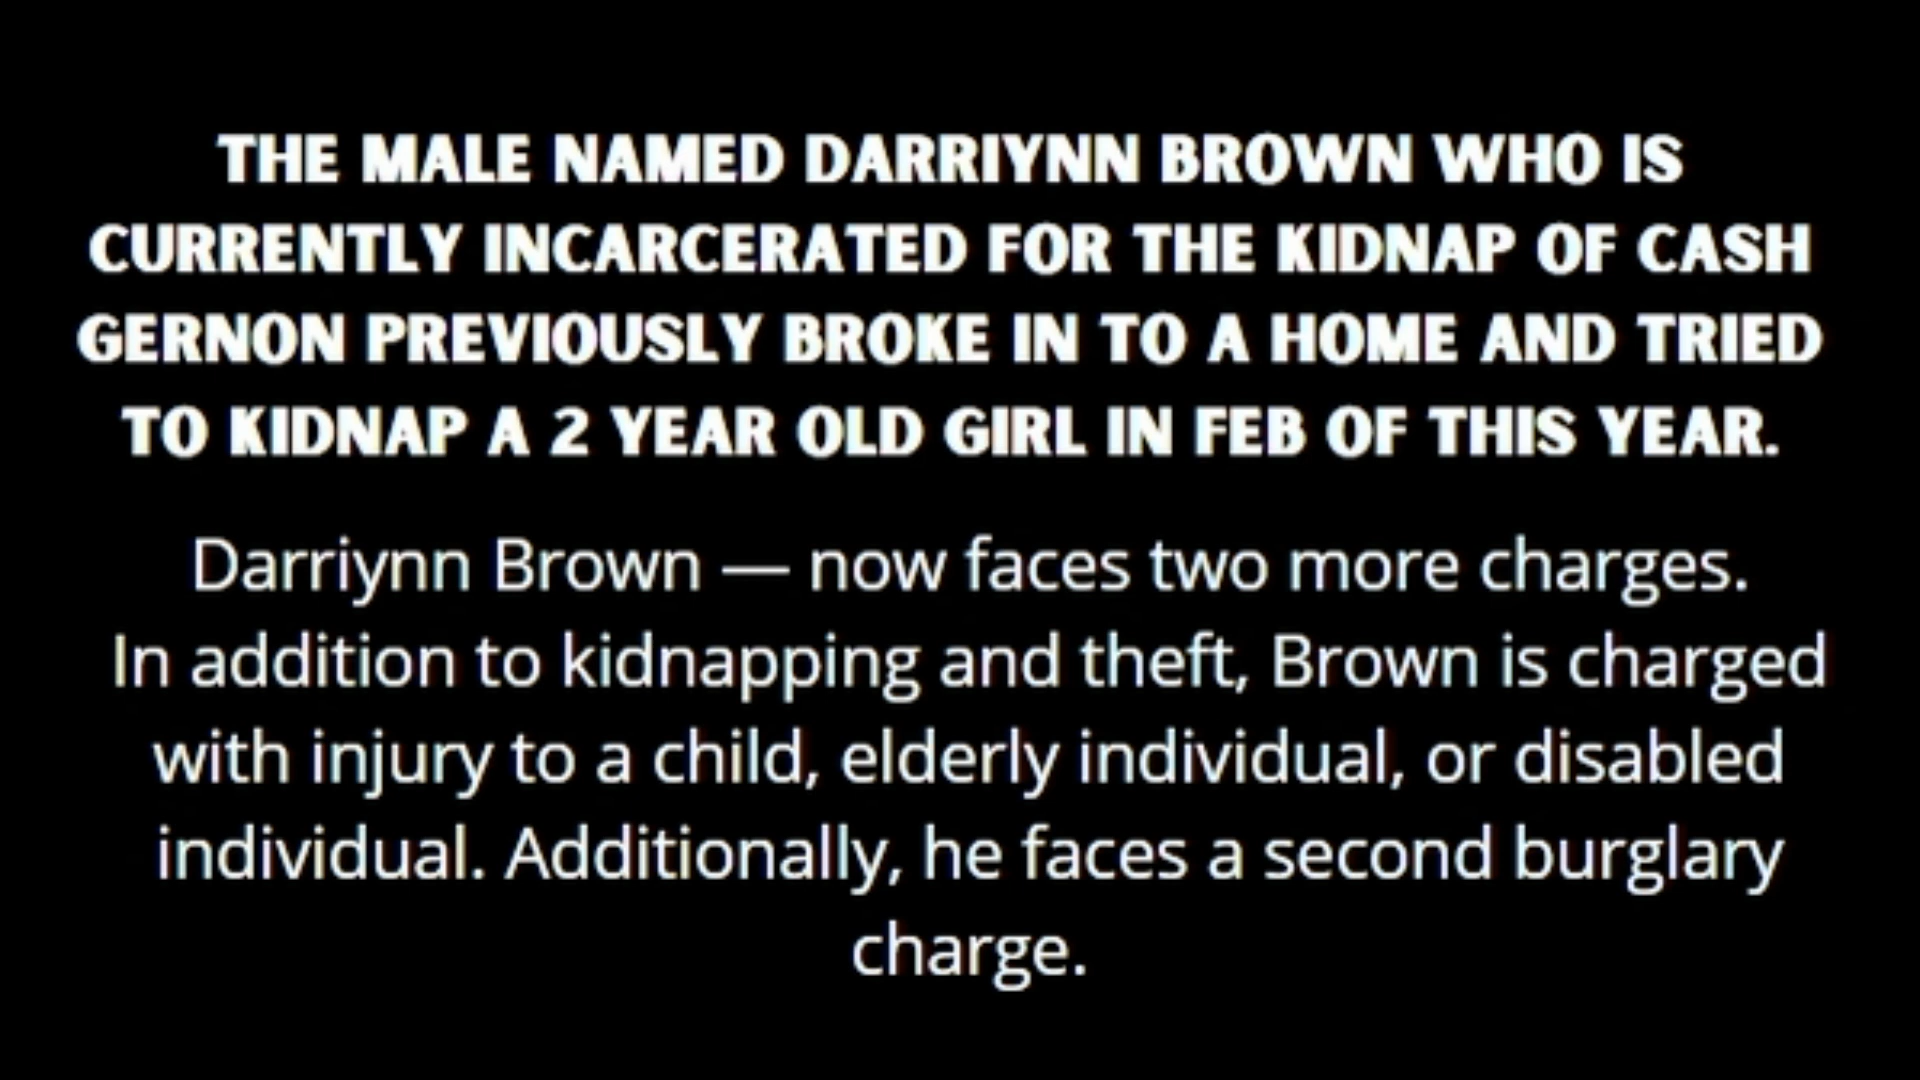 THE MALE NAMED DARRIYNN BROWN WHO IS
CURRENTLY INCARCERATED FOR THE KIDNAP OF CASH
GERNON PREVIOUSLY BROKE IN TO A HOME AND TRIED
TO KIDNAP A 2 YEAR OLD GIRL IN FEB OF THIS YEAR.
Darriynn Brown — now faces two more charges.
In addition to kidnapping and theft, Brown is charged
with injury to a child, elderly individual, or disabled
individual. Additionally, he faces a second burglary
charge.